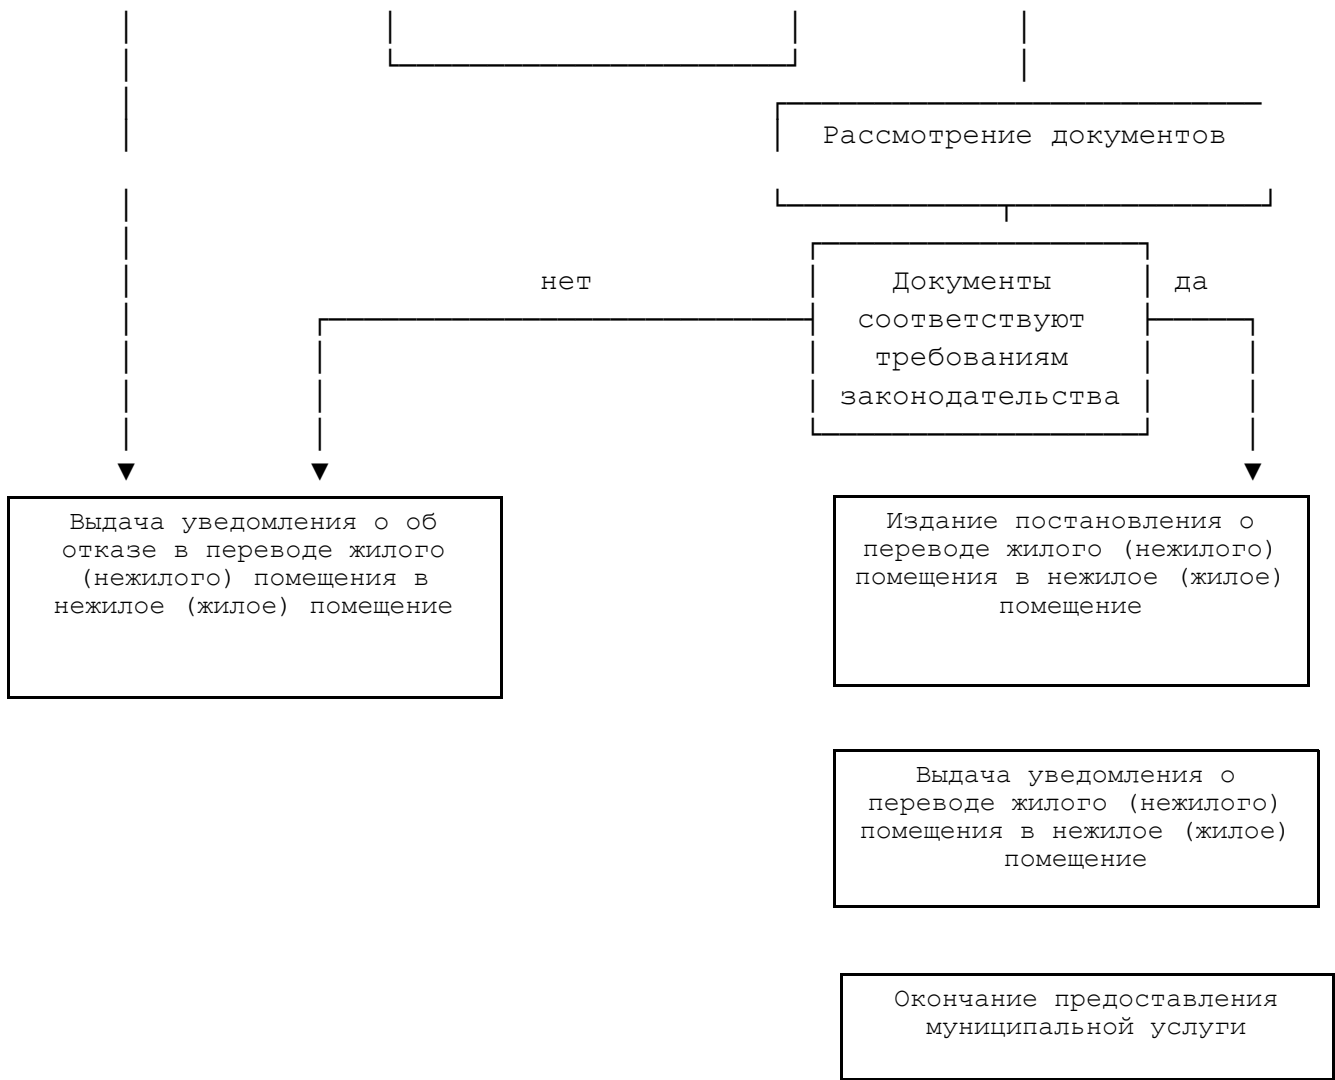 Рассмотрение документов
нет
да
Документы
соответствуют
требованиям
законодательства
Выдача уведомления о об
отказе в переводе жилого
(нежилого) помещения в
нежилое (жилое) помещение
Издание постановления о
переводе жилого (нежилого)
помещения в нежилое (жилое)
помещение
Выдача уведомления о
переводе жилого (нежилого)
помещения в нежилое (жилое)
помещение
Окончание предоставления
муниципальной услуги